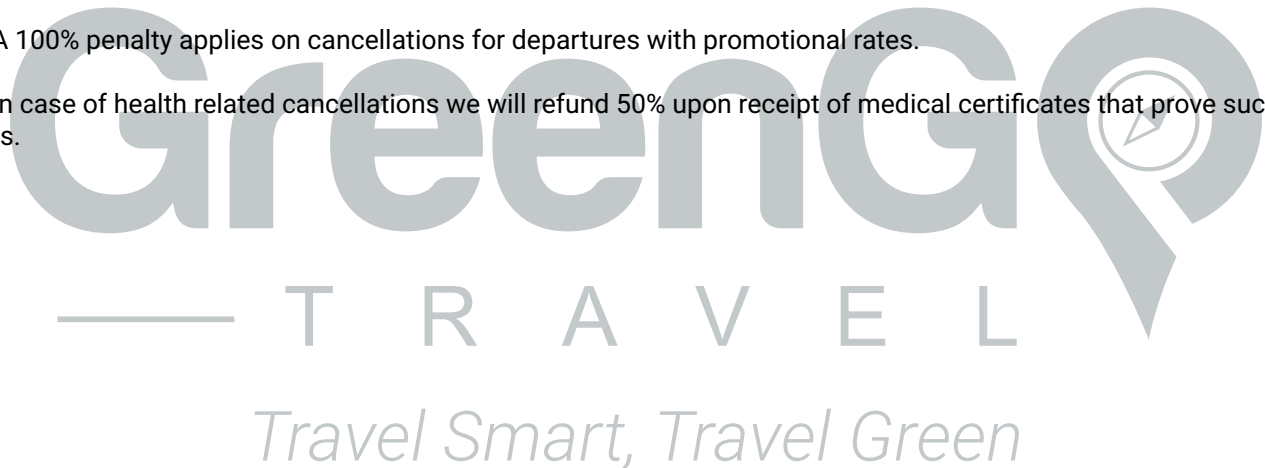 A 100% penalty applies on cancellations for departures with promotional rates.
n case of health related cancellations we will refund 50% upon receipt of medical certificates that prove suc
s.
GreenGo
TRAVEL
Travel Smart, Travel Green